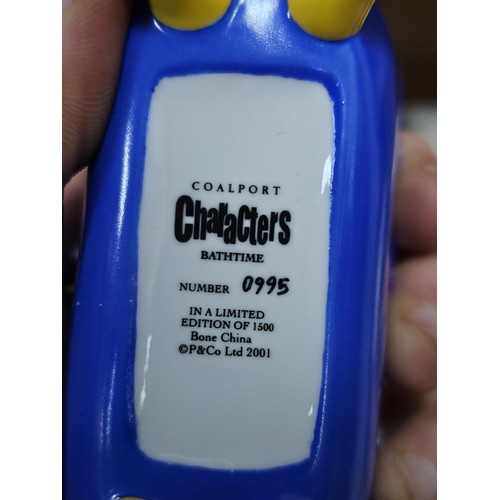 COALPORT
Characters
BATHTIME
NUMBER 0995
IN A LIMITED
EDITION OF 1500
Bone China
©P&Co Ltd 2001